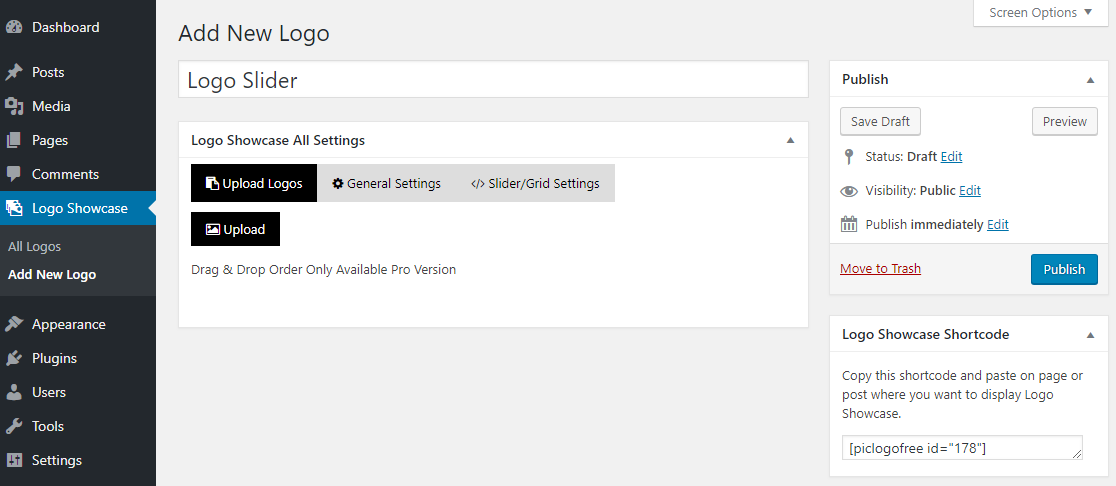 Dashboard
Posts
Media
Pages
Comments
Logo Showcase
All Logos
Add New Logo
Appearance
Plugins
Users
Tools
Settings
Screen Options
Add New Logo
Logo Slider
Logo Showcase All Settings
Upload Logos General Settings </> Slider/Grid Settings
Upload
Drag & Drop Order Only Available Pro Version
Publish
Save Draft Preview
Status: Draft Edit
Visibility: Public Edit
Publish immediately Edit
Move to Trash Publish
Logo Showcase Shortcode
Copy this shortcode and paste on page or
post where you want to display Logo
Showcase.
[piclogofree id="178"]